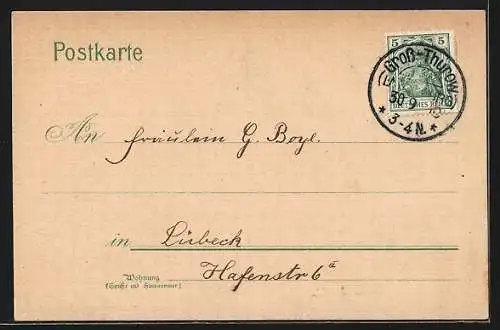 Postkarte
5 5
Groß-Thurow
30 9
* 3-4 N. *
DEUTSCHES REICH
An Fräulein G. Boye.
in Lübeck
Wohnung
(Straße und Hausnummer)
Hafenstr 6ª